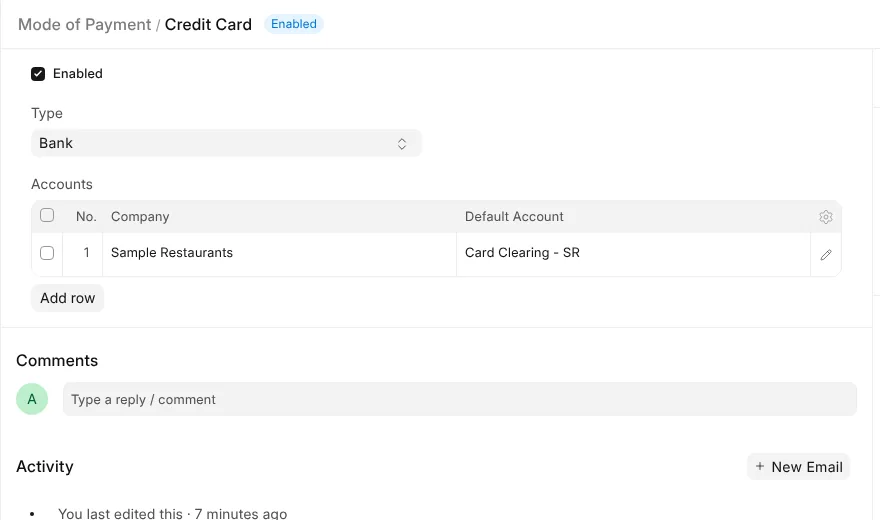 Mode of Payment / Credit Card Enabled
Enabled
Type
Bank
Accounts
No. Company Default Account
1 Sample Restaurants Card Clearing - SR
Add row
Comments
A Type a reply / comment
Activity + New Email
• You last edited this · 7 minutes ago